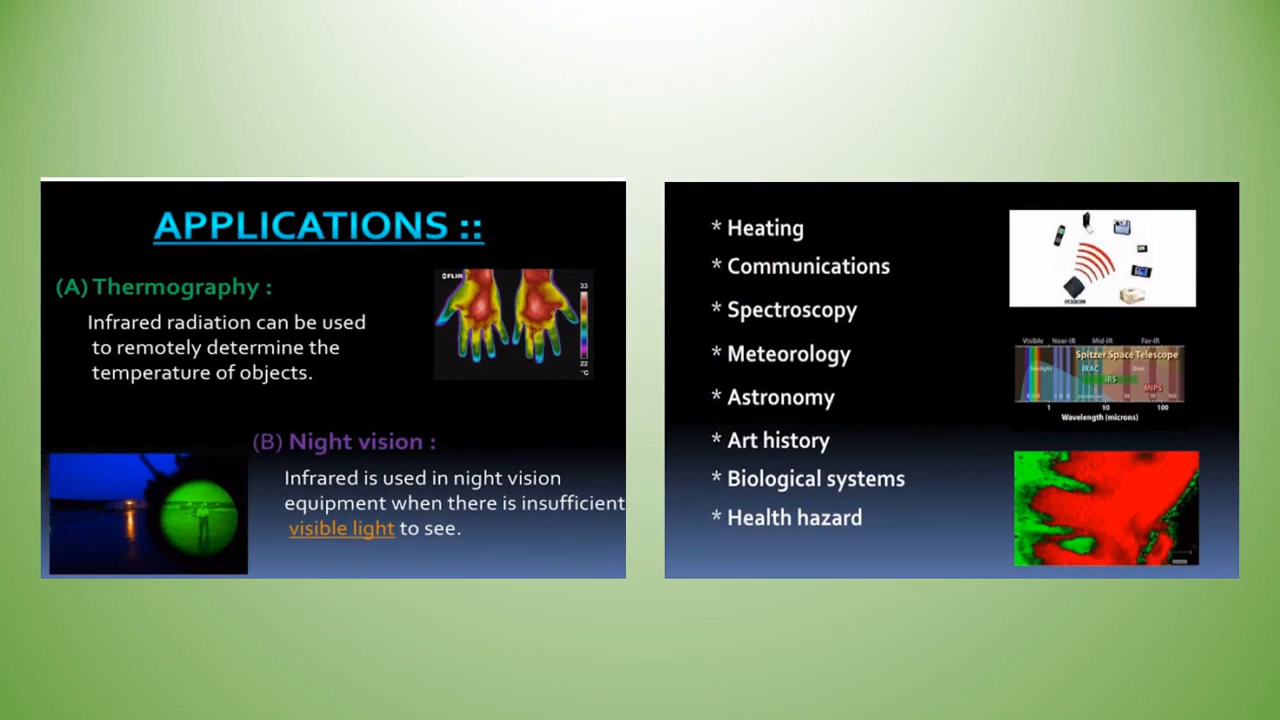 APPLICATIONS ::
(A) Thermography :
Infrared radiation can be used
to remotely determine the
temperature of objects.
FLIR
33
22
°C
(B) Night vision :
Infrared is used in night vision
equipment when there is insufficient
visible light to see.
* Heating
* Communications
* Spectroscopy
* Meteorology
* Astronomy
* Art history
* Biological systems
* Health hazard
Visible Near-IR Mid-IR Far-IR
Spitzer Space Telescope
IRAC
IRS
MIPS
1 10 100
Wavelength (microns)